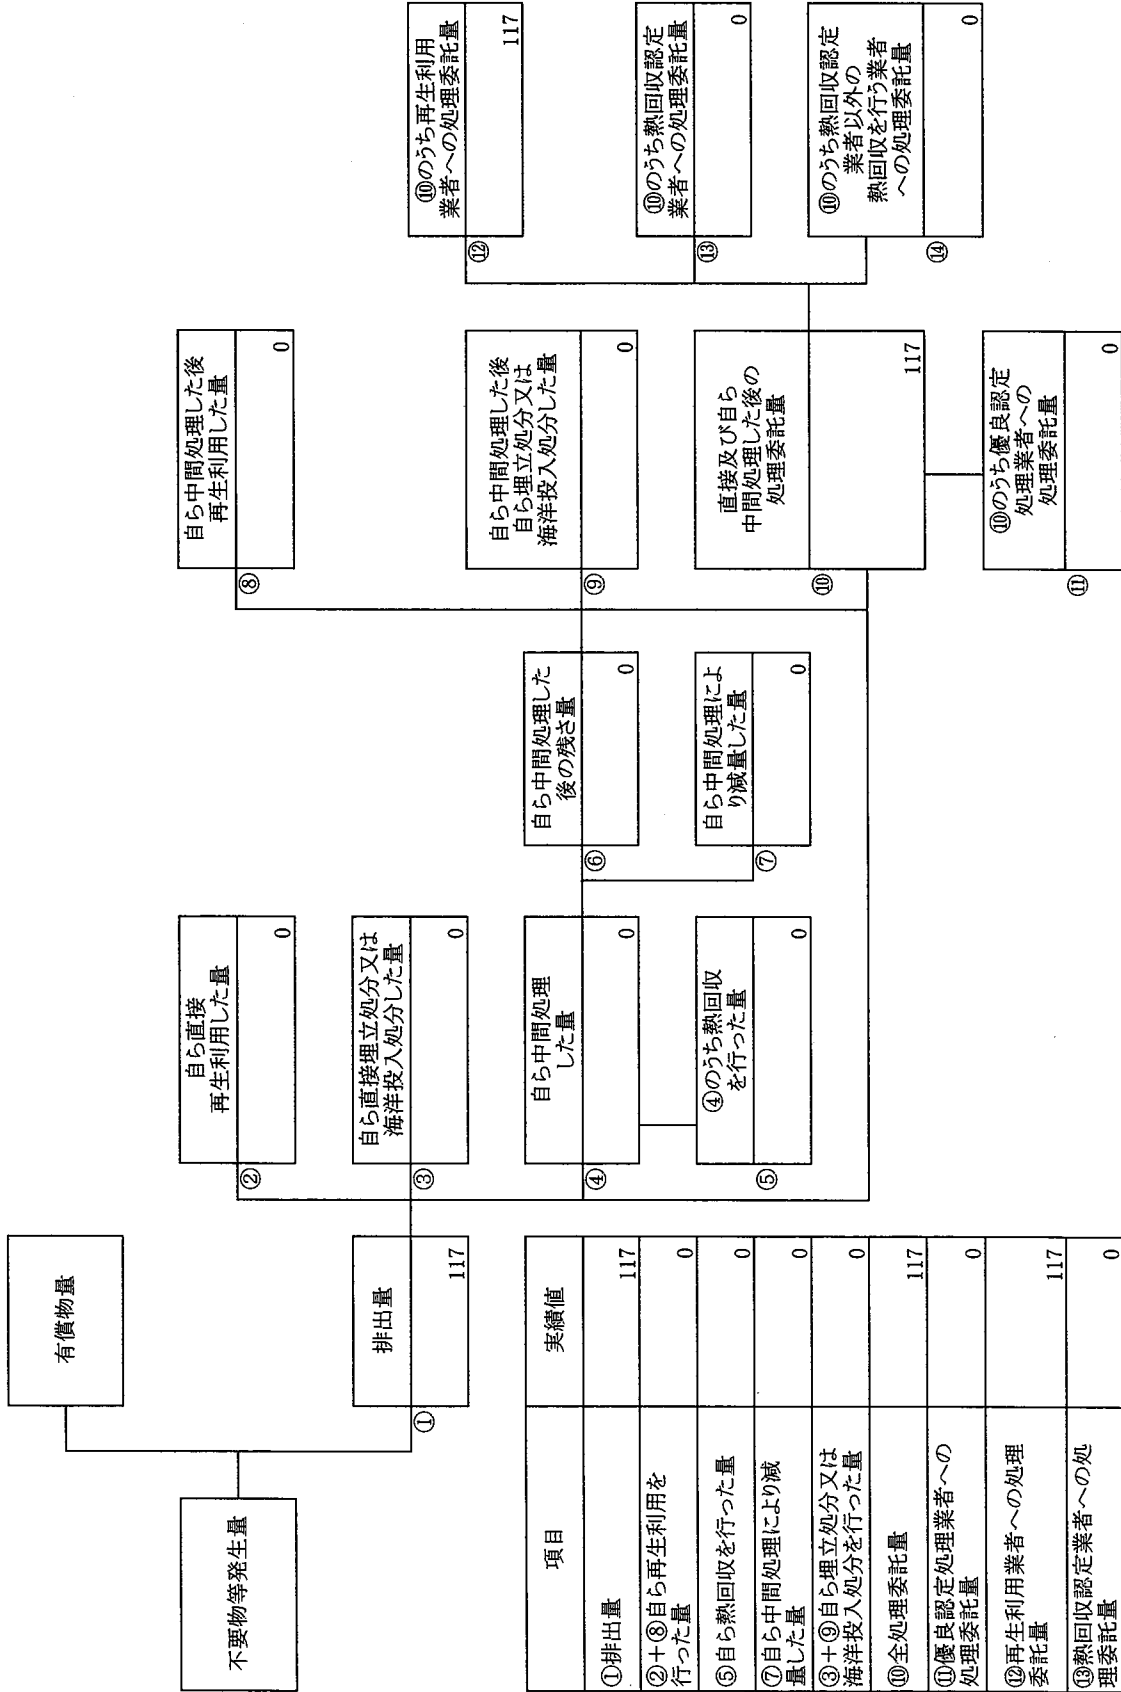 不要物等発生量
有償物量
排出量
①
117
自ら直接
再生利用した量
②
0
自ら直接埋立処分又は
海洋投入処分した量
③
0
自ら中間処理
した量
④
0
④のうち熱回収
を行った量
⑤
0
自ら中間処理した
後の残さ量
⑥
0
自ら中間処理によ
り減量した量
⑦
0
自ら中間処理した後
再生利用した量
⑧
0
自ら中間処理した後
自ら埋立処分又は
海洋投入処分した量
⑨
0
直接及び自ら
中間処理した後の
処理委託量
⑩
117
⑩のうち優良認定
処理業者への
処理委託量
⑪
0
⑩のうち再生利用
業者への処理委託量
⑫
117
⑩のうち熱回収認定
業者への処理委託量
⑬
0
⑩のうち熱回収認定
業者以外の
熱回収を行う業者
への処理委託量
⑭
0
項目 実績値
①排出量 117
②+⑧自ら再生利用を
行った量 0
⑤自ら熱回収を行った量 0
⑦自ら中間処理により減
量した量 0
③+⑨自ら埋立処分又は
海洋投入処分を行った量 0
⑩全処理委託量 117
⑪優良認定処理業者への
処理委託量 0
⑫再生利用業者への処理
委託量 117
⑬熱回収認定業者への処
理委託量 0